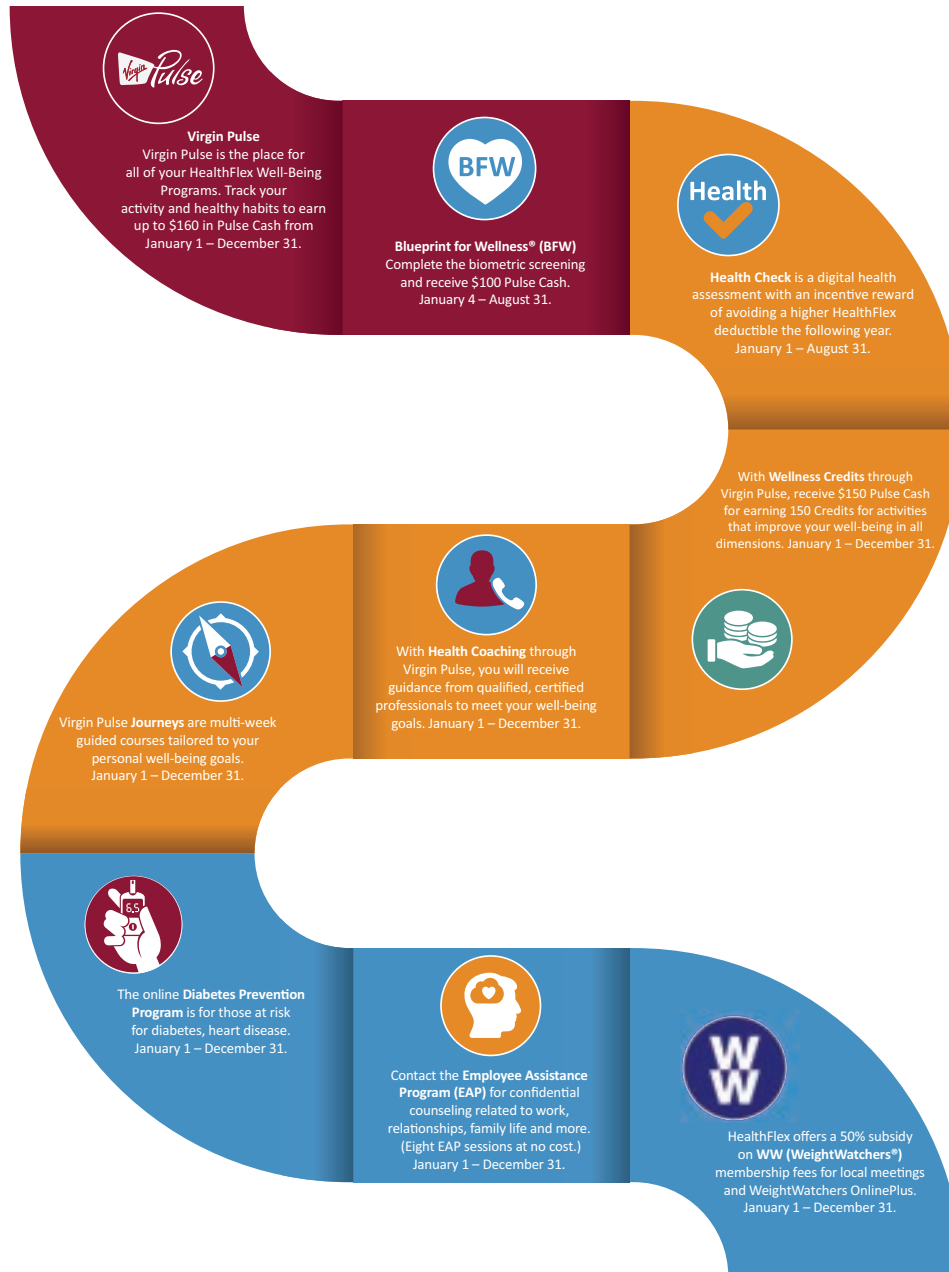 Virgin Pulse
Virgin Pulse
Virgin Pulse is the place for
all of your HealthFlex Well-Being
Programs. Track your
activity and healthy habits to earn
up to $160 in Pulse Cash from
January 1 – December 31.
BFW
Blueprint for Wellness® (BFW)
Complete the biometric screening
and receive $100 Pulse Cash.
January 4 – August 31.
Health
Health Check is a digital health
assessment with an incentive reward
of avoiding a higher HealthFlex
deductible the following year.
January 1 – August 31.
With Wellness Credits through
Virgin Pulse, receive $150 Pulse Cash
for earning 150 Credits for activities
that improve your well-being in all
dimensions. January 1 – December 31.
With Health Coaching through
Virgin Pulse, you will receive
guidance from qualified, certified
professionals to meet your well-being
goals. January 1 – December 31.
Virgin Pulse Journeys are multi-week
guided courses tailored to your
personal well-being goals.
January 1 – December 31.
6.5
The online Diabetes Prevention
Program is for those at risk
for diabetes, heart disease.
January 1 – December 31.
Contact the Employee Assistance
Program (EAP) for confidential
counseling related to work,
relationships, family life and more.
(Eight EAP sessions at no cost.)
January 1 – December 31.
W
W
HealthFlex offers a 50% subsidy
on WW (WeightWatchers®)
membership fees for local meetings
and WeightWatchers OnlinePlus.
January 1 – December 31.